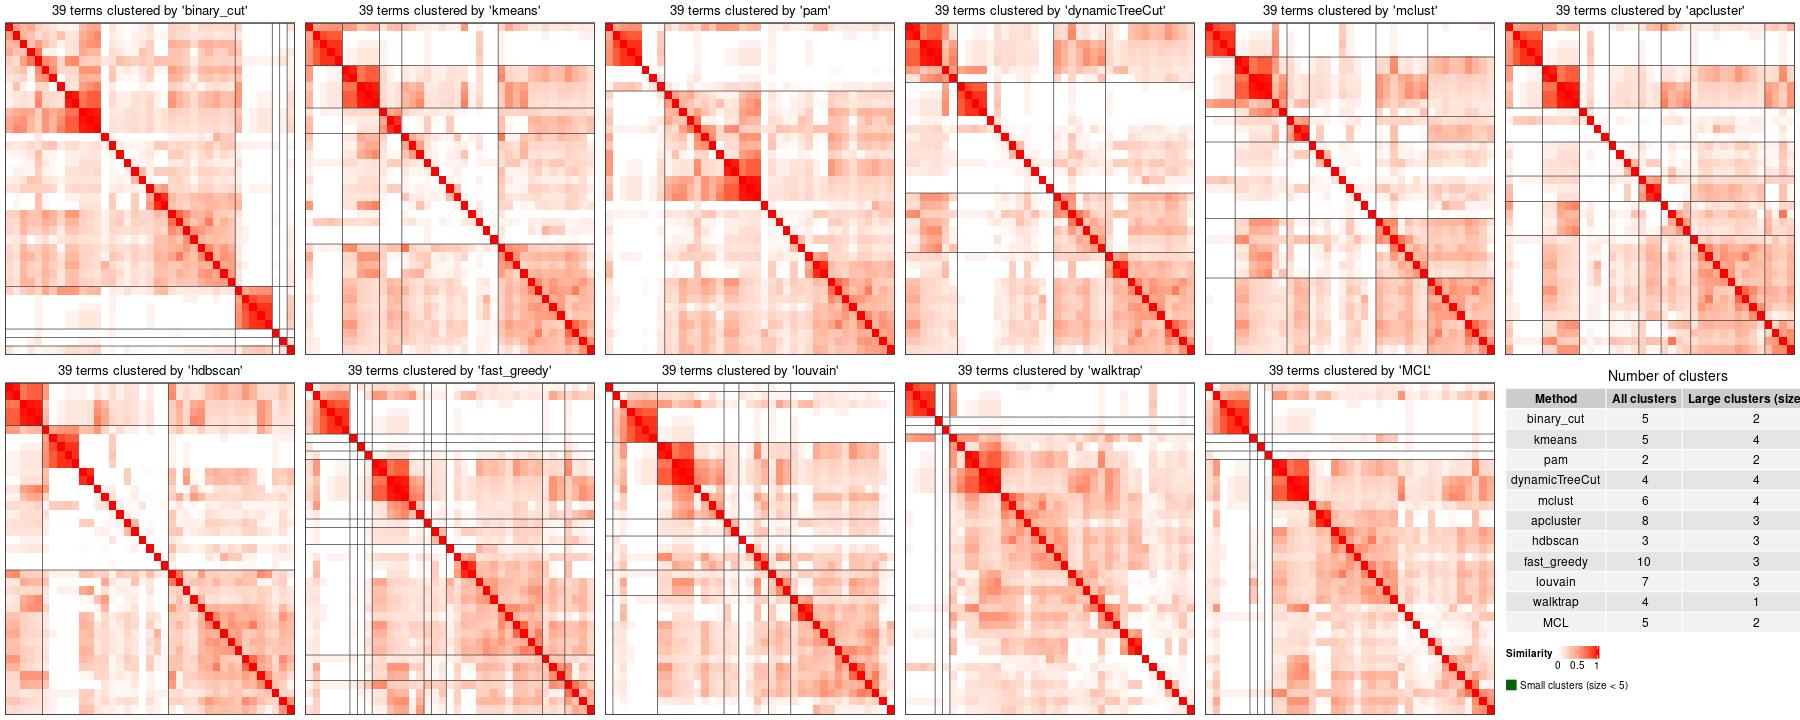 39 terms clustered by 'binary_cut'
39 terms clustered by 'kmeans'
39 terms clustered by 'pam'
39 terms clustered by 'dynamicTreeCut'
39 terms clustered by 'mclust'
39 terms clustered by 'apcluster'
39 terms clustered by 'hdbscan'
39 terms clustered by 'fast_greedy'
39 terms clustered by 'louvain'
39 terms clustered by 'walktrap'
39 terms clustered by 'MCL'
Number of clusters
Method All clusters Large clusters (size
binary_cut 5 2
kmeans 5 4
pam 2 2
dynamicTreeCut 4 4
mclust 6 4
apcluster 8 3
hdbscan 3 3
fast_greedy 10 3
louvain 7 3
walktrap 4 1
MCL 5 2
Similarity
0 0.5 1
Small clusters (size < 5)